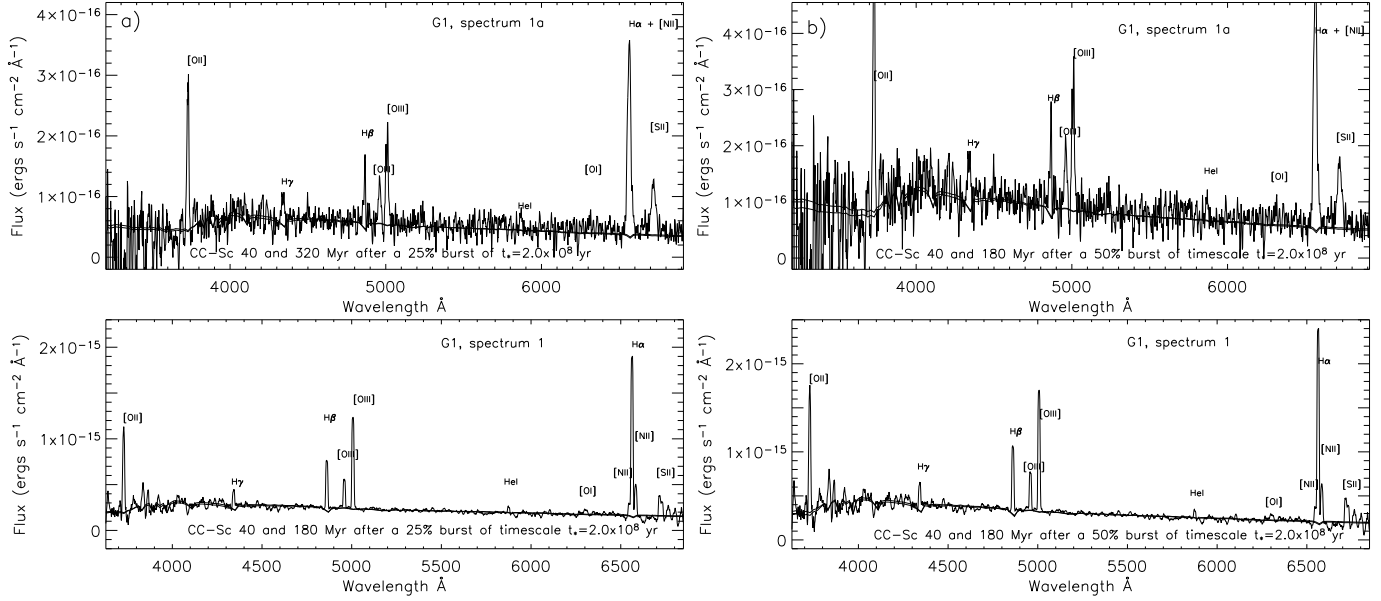 a)
G1, spectrum 1a
Flux (ergs s−1 cm−2 Å−1)
4×10−16
3×10−16
2×10−16
1×10−16
0
[OII]
Hγ
Hβ
[OIII]
[OIII]
HeI
[OI]
Hα + [NII]
[SII]
CC−Sc 40 and 320 Myr after a 25% burst of t*=2.0x10^8 yr
4000 5000 6000
Wavelength Å
b)
G1, spectrum 1a
Flux (ergs s−1 cm−2 Å−1)
4×10−16
3×10−16
2×10−16
1×10−16
0
[OII]
Hγ
Hβ
[OIII]
[OIII]
HeI
[OI]
Hα + [NII]
[SII]
CC−Sc 40 and 180 Myr after a 50% burst of timescale t*=2.0x10^8 yr
4000 5000 6000
Wavelength Å
G1, spectrum 1
Flux (ergs s−1 cm−2 Å−1)
2×10−15
1×10−15
0
[OII]
Hγ
Hβ
[OIII]
[OIII]
HeI
[OI]
Hα
[NII]
[NII]
[SII]
CC−Sc 40 and 180 Myr after a 25% burst of timescale t*=2.0x10^8 yr
4000 4500 5000 5500 6000 6500
Wavelength Å
G1, spectrum 1
Flux (ergs s−1 cm−2 Å−1)
2×10−15
1×10−15
0
[OII]
Hγ
Hβ
[OIII]
[OIII]
HeI
[OI]
Hα
[NII]
[NII]
[SII]
CC−Sc 40 and 180 Myr after a 50% burst of timescale t*=2.0x10^8 yr
4000 4500 5000 5500 6000 6500
Wavelength Å